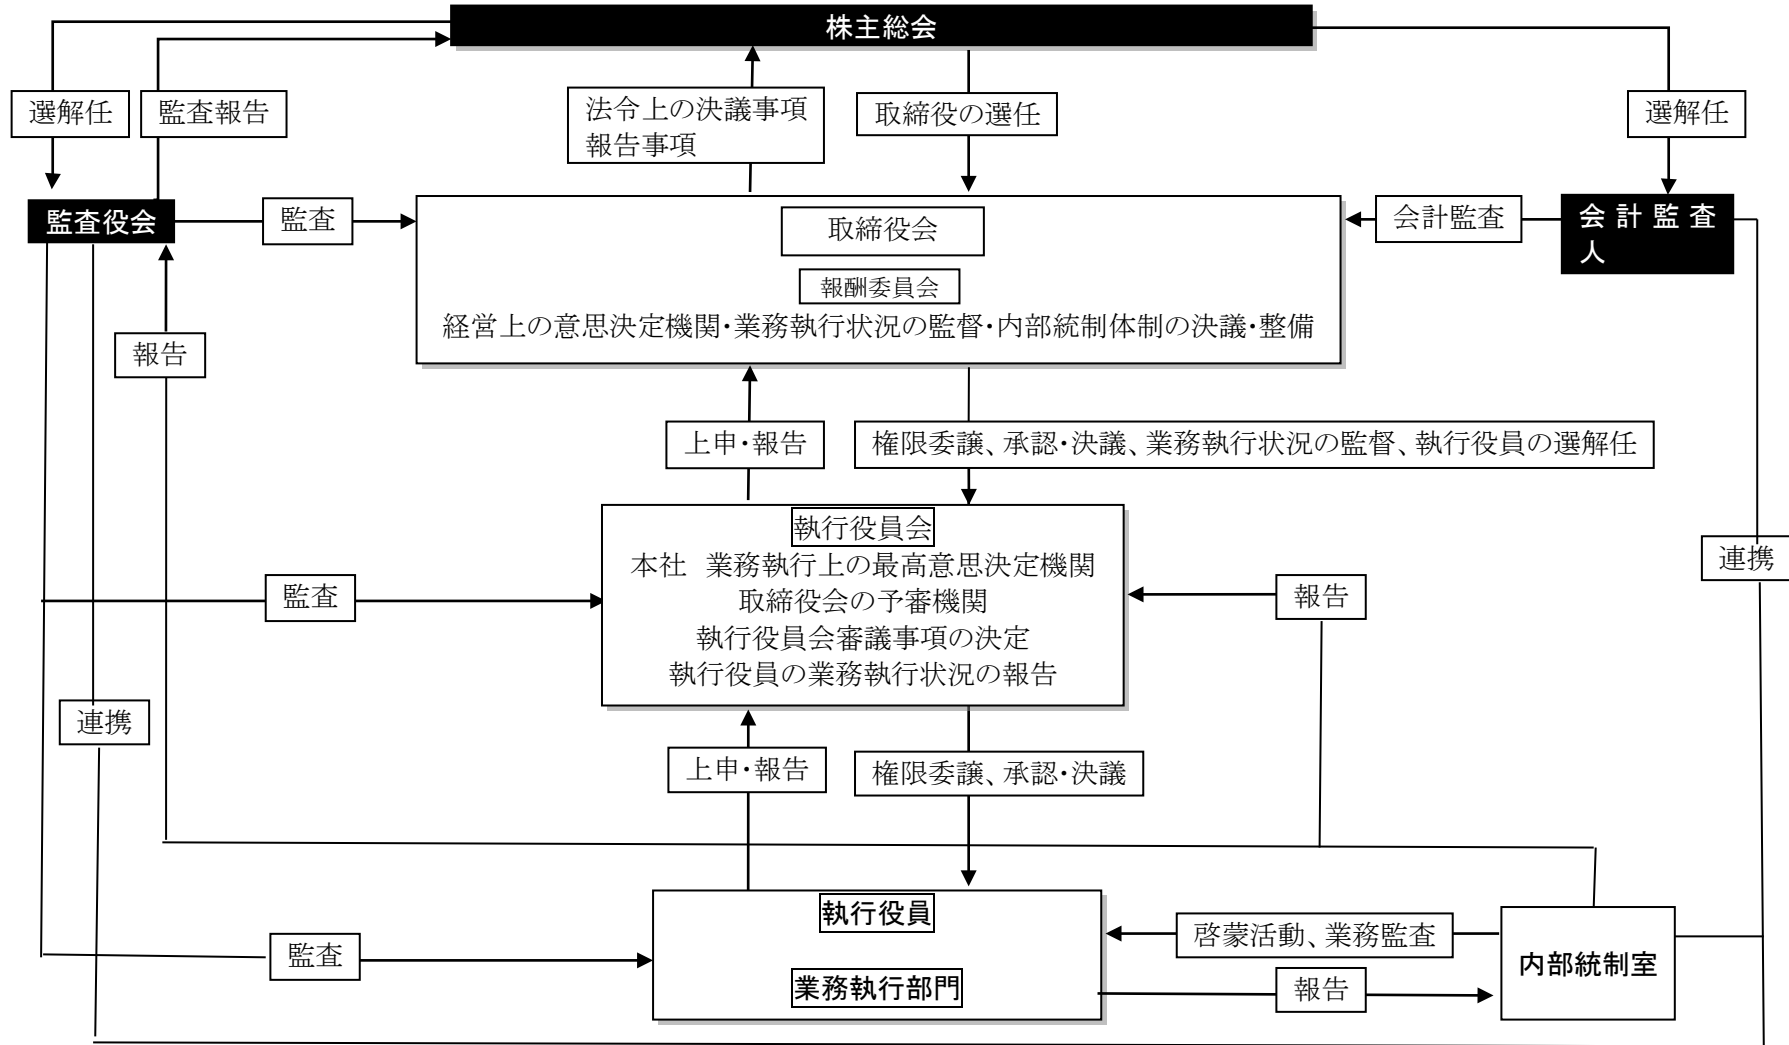 株主総会
選解任
監査報告
法令上の決議事項
報告事項
取締役の選任
選解任
監査役会
監査
取締役会
会計監査
会計監査
人
報酬委員会
経営上の意思決定機関・業務執行状況の監督・内部統制体制の決議・整備
報告
上申・報告
権限委譲、承認・決議、業務執行状況の監督、執行役員の選解任
執行役員会
本社　業務執行上の最高意思決定機関
取締役会の予審機関
執行役員会審議事項の決定
執行役員の業務執行状況の報告
監査
報告
連携
連携
上申・報告
権限委譲、承認・決議
執行役員
業務執行部門
監査
啓蒙活動、業務監査
報告
内部統制室